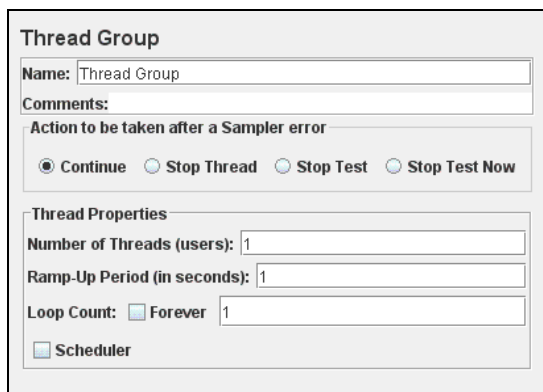 Thread Group
Name: Thread Group
Comments:
Action to be taken after a Sampler error
Continue Stop Thread Stop Test Stop Test Now
Thread Properties
Number of Threads (users): 1
Ramp-Up Period (in seconds): 1
Loop Count: Forever 1
Scheduler